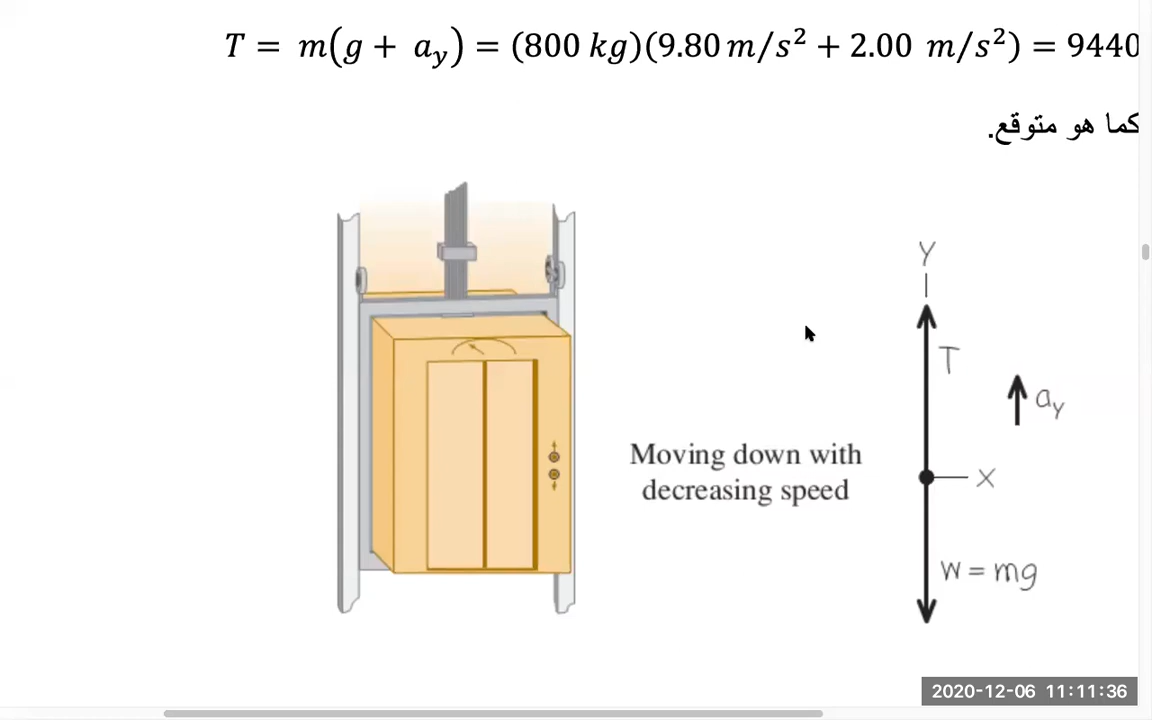 T = m(g + a_y) = (800 kg)(9.80 m/s² + 2.00 m/s²) = 9440
كما هو متوقع.
Y
T
a_y
Moving down with
decreasing speed
X
W = mg
2020-12-06 11:11:36